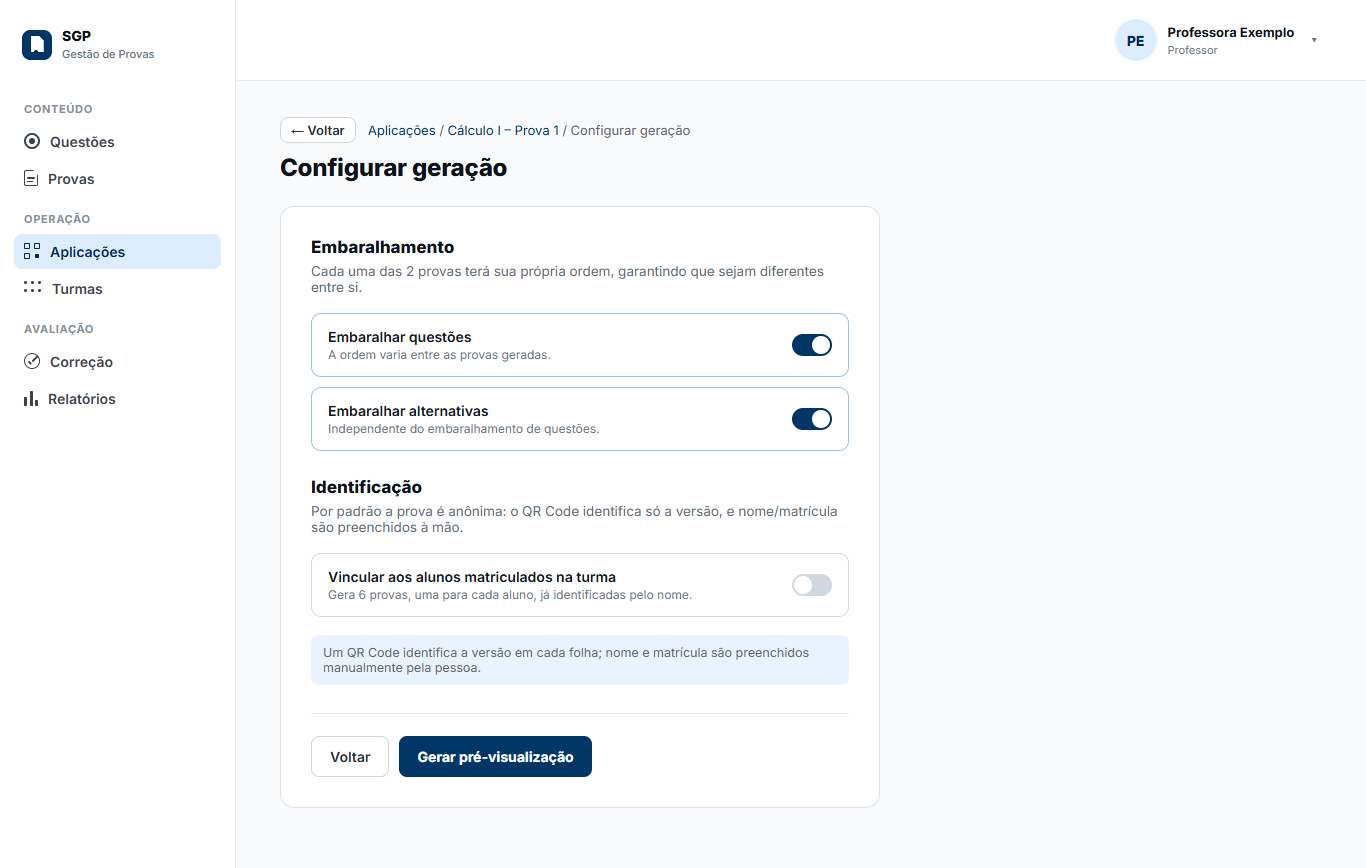 SGP
Gestão de Provas
Professora Exemplo
Professor
PE
CONTEÚDO
Questões
Provas
OPERAÇÃO
Aplicações
Turmas
AVALIAÇÃO
Correção
Relatórios
← Voltar
Aplicações / Cálculo I – Prova 1 / Configurar geração
Configurar geração
Embaralhamento
Cada uma das 2 provas terá sua própria ordem, garantindo que sejam diferentes
entre si.
Embaralhar questões
A ordem varia entre as provas geradas.
Embaralhar alternativas
Independente do embaralhamento de questões.
Identificação
Por padrão a prova é anônima: o QR Code identifica só a versão, e nome/matrícula
são preenchidos à mão.
Vincular aos alunos matriculados na turma
Gera 6 provas, uma para cada aluno, já identificadas pelo nome.
Um QR Code identifica a versão em cada folha; nome e matrícula são preenchidos
manualmente pela pessoa.
Voltar
Gerar pré-visualização